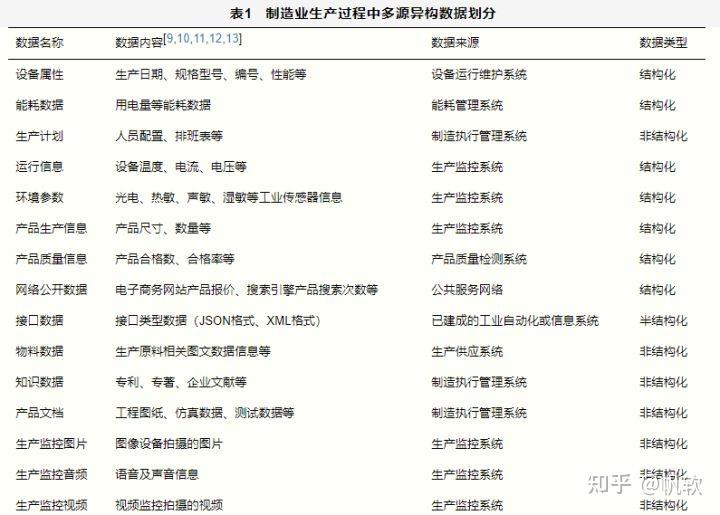 表1 制造业生产过程中多源异构数据划分
数据名称 数据内容[9,10,11,12,13] 数据来源 数据类型
设备属性 生产日期、规格型号、编号、性能等 设备运行维护系统 结构化
能耗数据 用电量等能耗数据 能耗管理系统 结构化
生产计划 人员配置、排班表等 制造执行管理系统 非结构化
运行信息 设备温度、电流、电压等 生产监控系统 结构化
环境参数 光电、热敏、声敏、湿敏等工业传感器信息 生产监控系统 结构化
产品生产信息 产品尺寸、数量等 生产监控系统 结构化
产品质量信息 产品合格数、合格率等 产品质量检测系统 结构化
网络公开数据 电子商务网站产品报价、搜索引擎产品搜索次数等 公共服务网络 结构化
接口数据 接口类型数据（JSON格式、XML格式） 已建成的工业自动化或信息系统 半结构化
物料数据 生产原料相关图文数据信息等 生产供应系统 非结构化
知识数据 专利、专著、企业文献等 制造执行管理系统 非结构化
产品文档 工程图纸、仿真数据、测试数据等 制造执行管理系统 非结构化
生产监控图片 图像设备拍摄的图片 生产监控系统 非结构化
生产监控音频 语音及声音信息 生产监控系统 非结构化
生产监控视频 视频监控拍摄的视频 生产监控系统 非结构化
知乎 @帆软